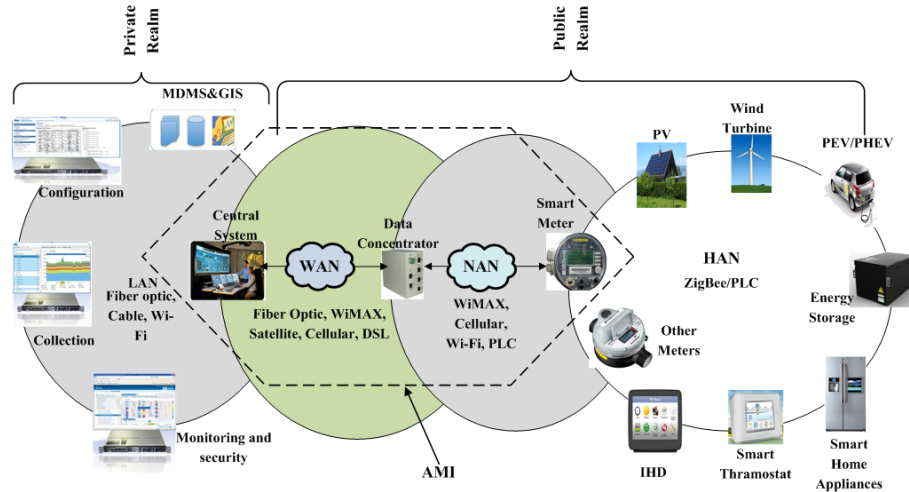 Private
Realm
Public
Realm
MDMS&GIS
Configuration
Collection
Monitoring and
security
LAN
Fiber optic,
Cable, Wi-
Fi
Central
System
WAN
Fiber Optic, WiMAX,
Satellite, Cellular, DSL
Data
Concentrator
NAN
WiMAX,
Cellular,
Wi-Fi, PLC
Smart
Meter
AMI
PV
Wind
Turbine
PEV/PHEV
HAN
ZigBee/PLC
Energy
Storage
Other
Meters
IHD
Smart
Thramostat
Smart
Home
Appliances